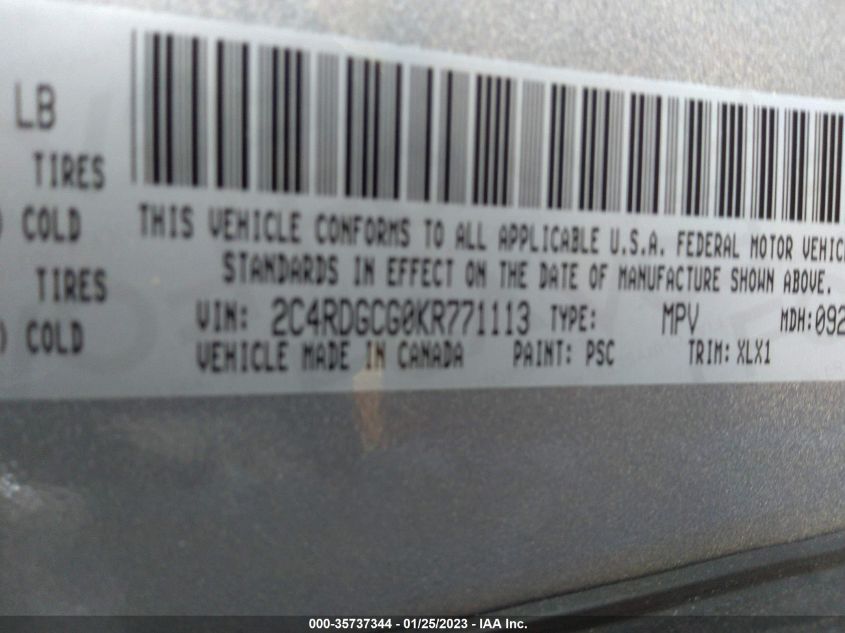 LB
TIRES
) COLD
TIRES
) COLD
THIS VEHICLE CONFORMS TO ALL APPLICABLE U.S.A. FEDERAL MOTOR VEHIC
STANDARDS IN EFFECT ON THE DATE OF MANUFACTURE SHOWN ABOVE.
VIN: 2C4RDGCG0KR771113 TYPE: MPV MDH:092
VEHICLE MADE IN CANADA PAINT: PSC TRIM: XLX1
000-35737344 - 01/25/2023 - IAA Inc.